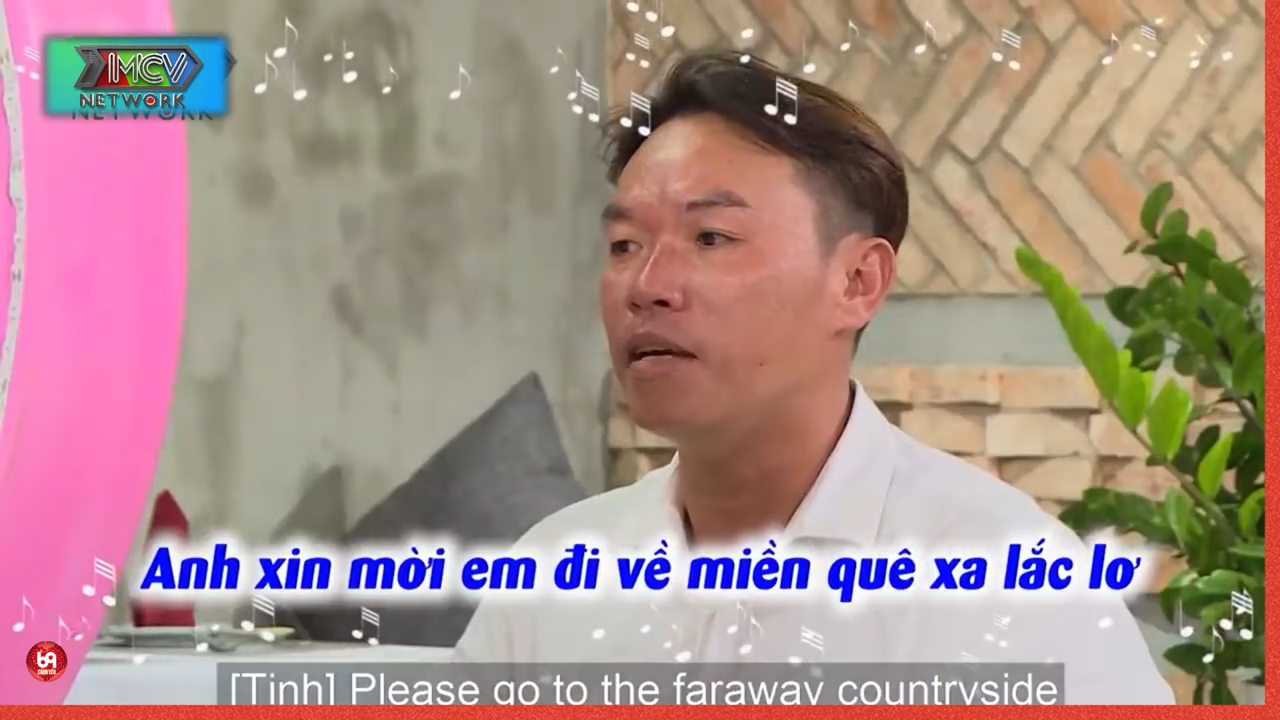 MCV
NETWORK
Anh xin mời em đi về miền quê xa lắc lơ
[Tinh] Please go to the faraway countryside